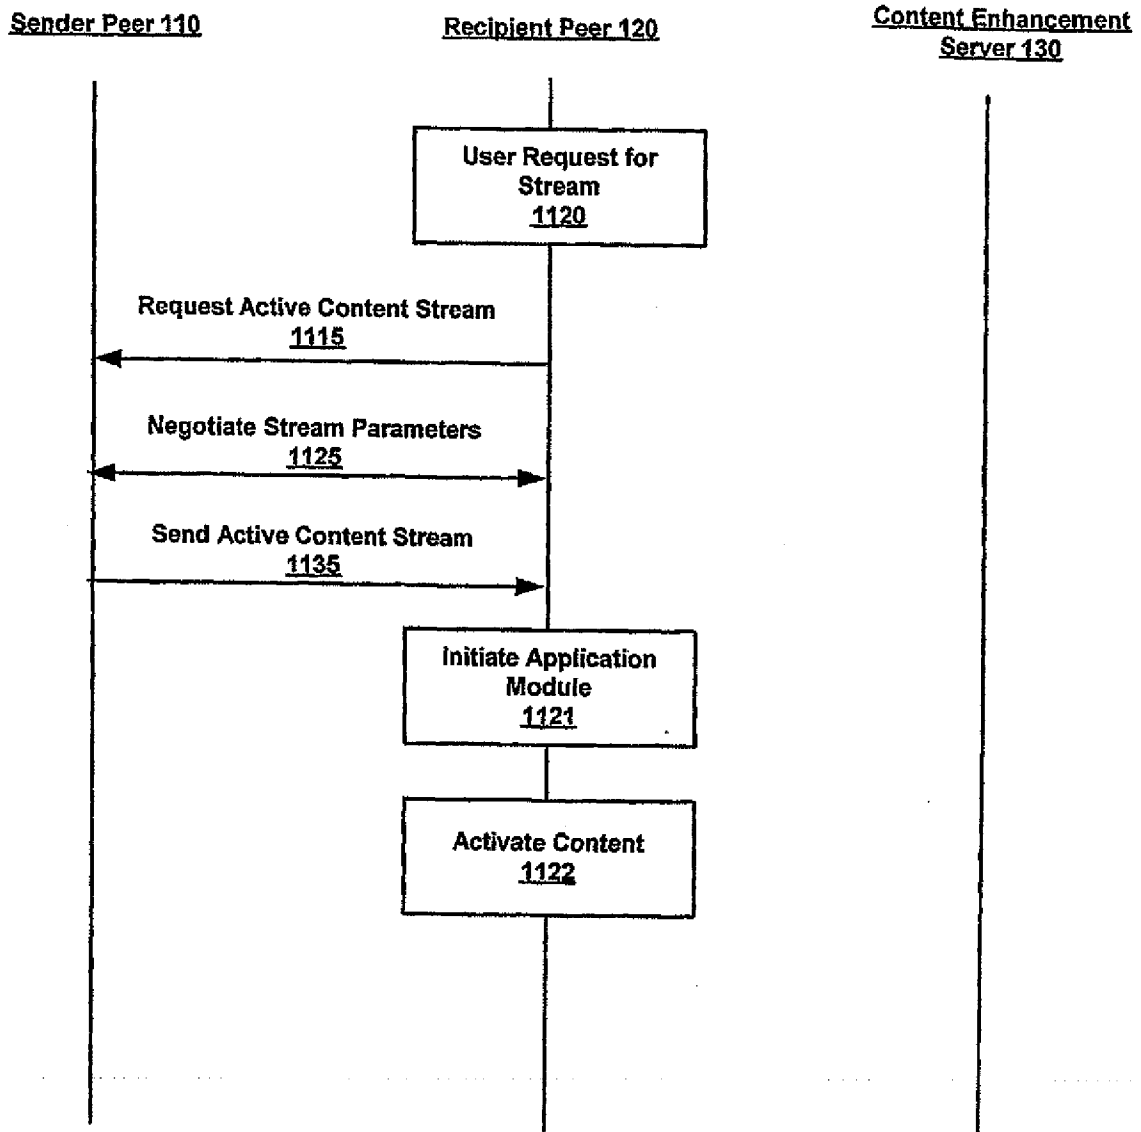 Sender Peer 110
Recipient Peer 120
Content Enhancement
Server 130
User Request for
Stream
1120
Request Active Content Stream
1115
Negotiate Stream Parameters
1125
Send Active Content Stream
1135
Initiate Application
Module
1121
Activate Content
1122